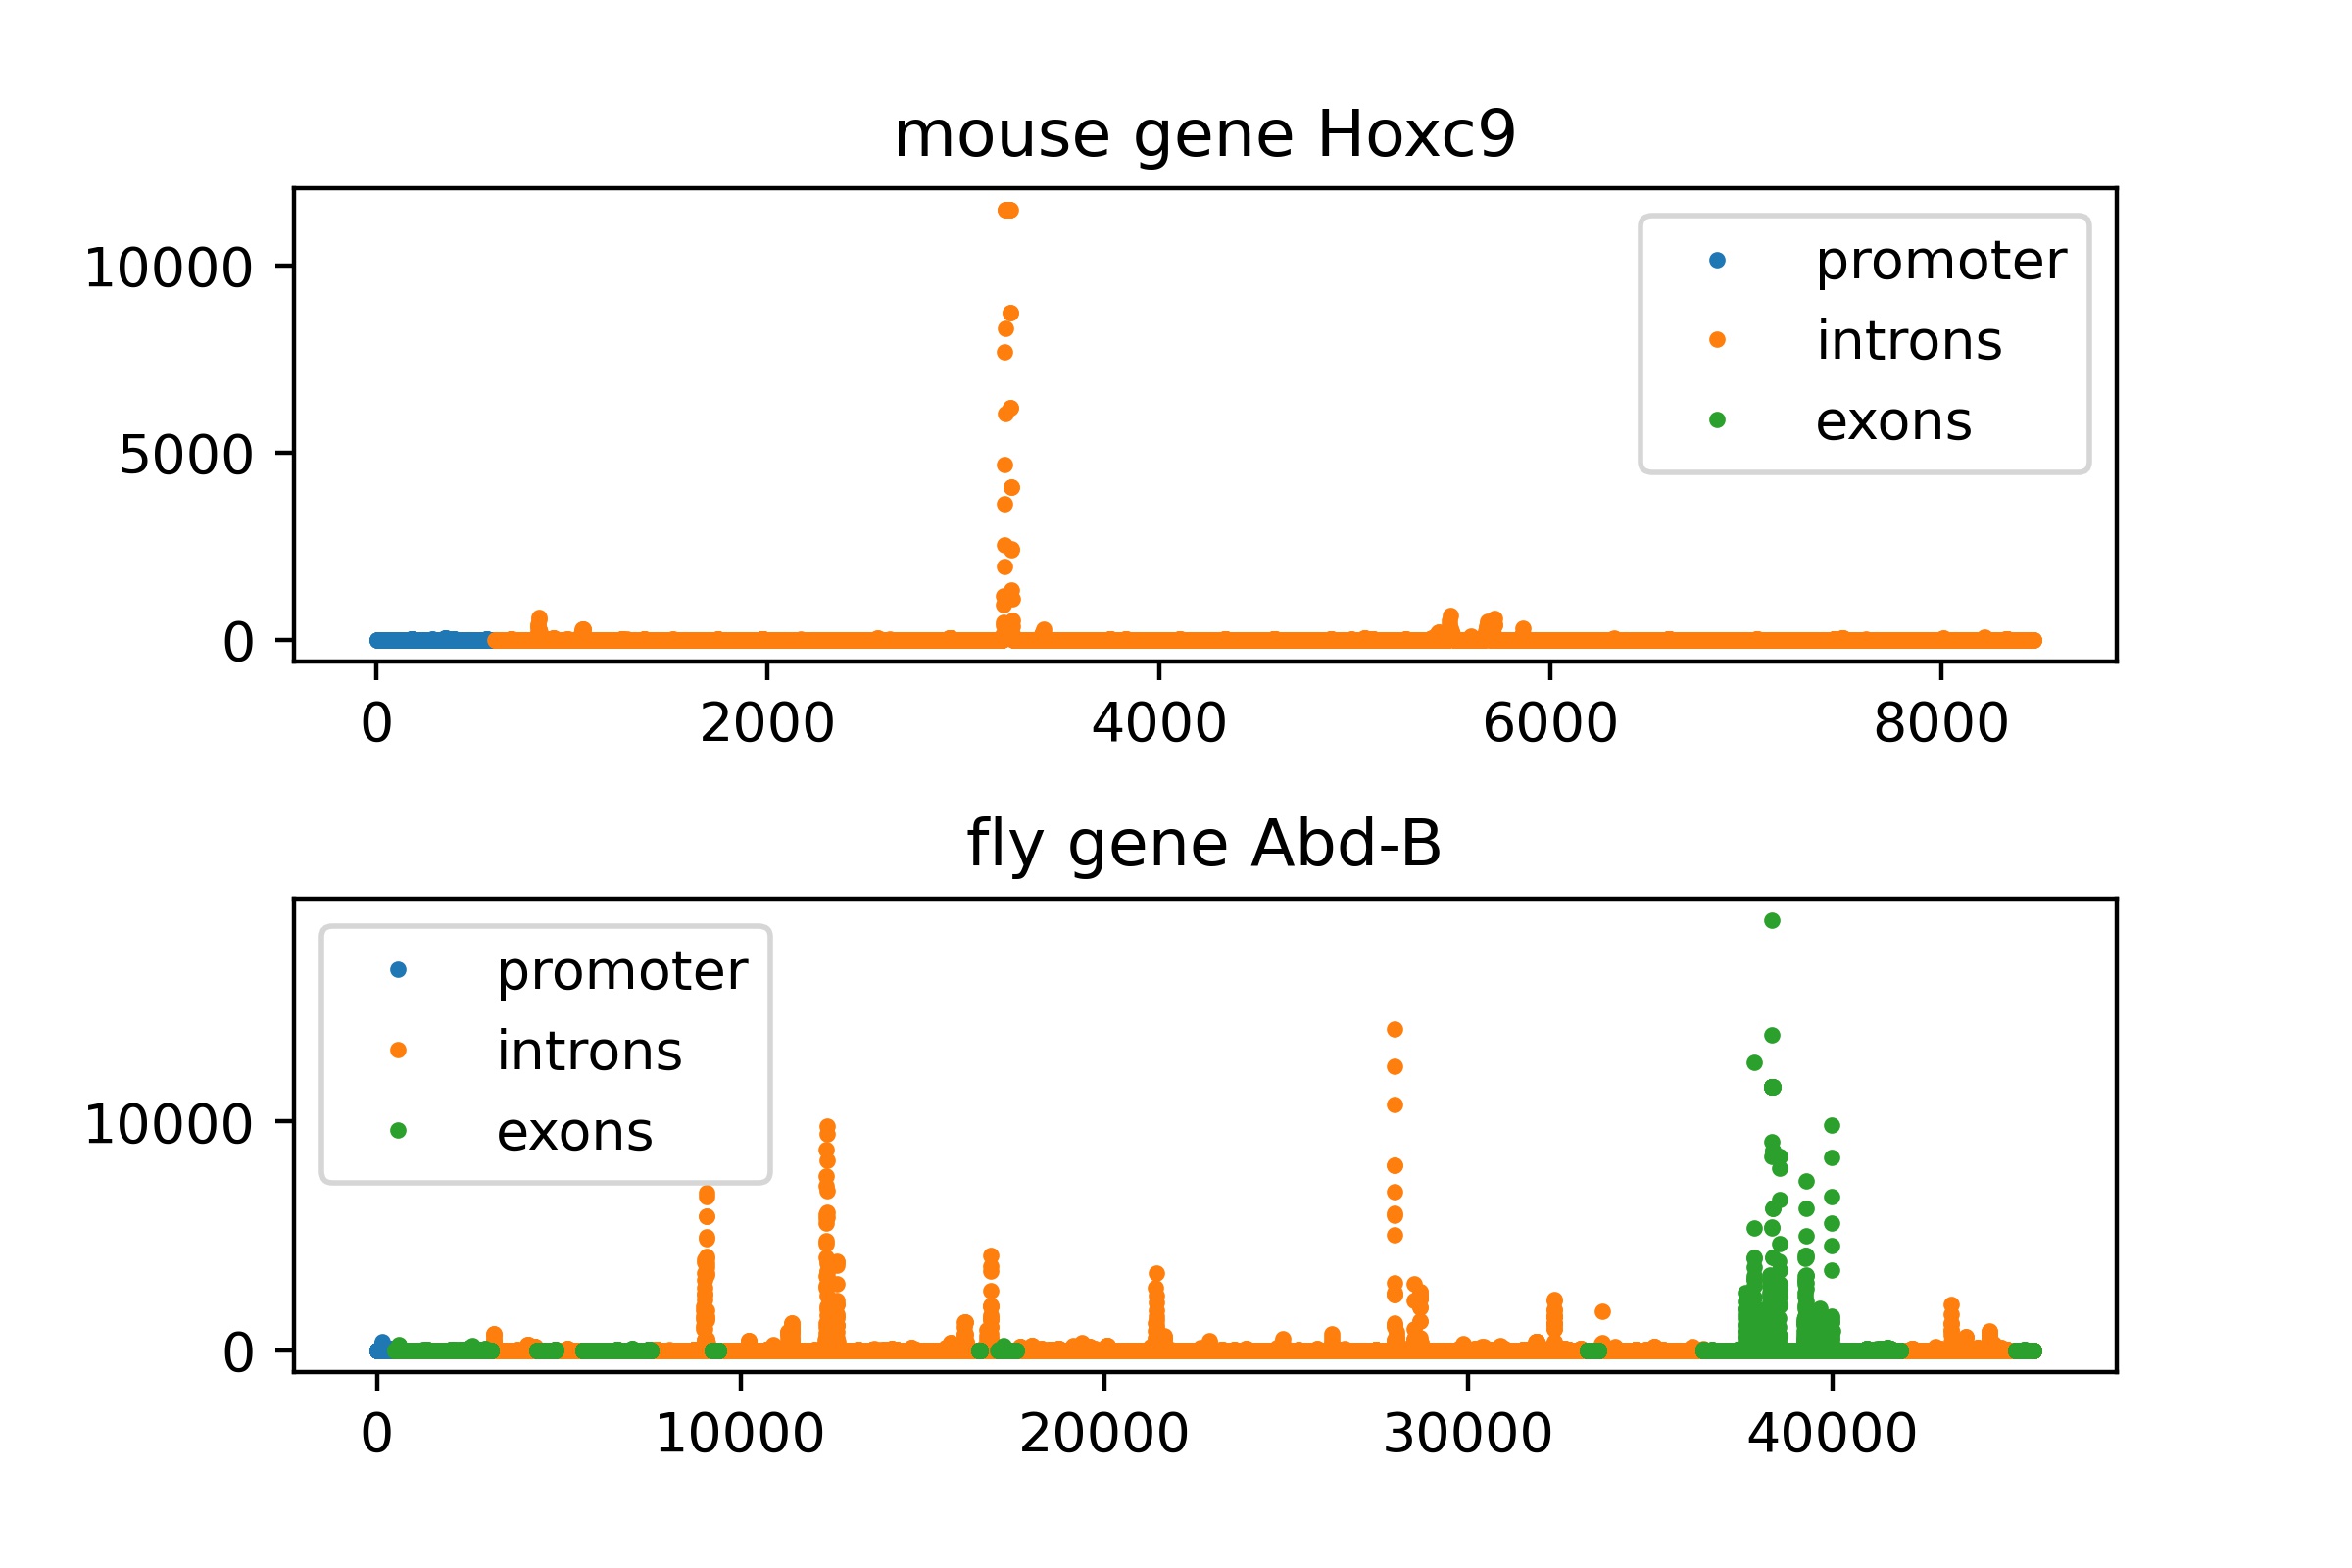 mouse gene Hoxc9
10000
5000
0
promoter
introns
exons
0 2000 4000 6000 8000
fly gene Abd-B
promoter
introns
exons
10000
0
0 10000 20000 30000 40000